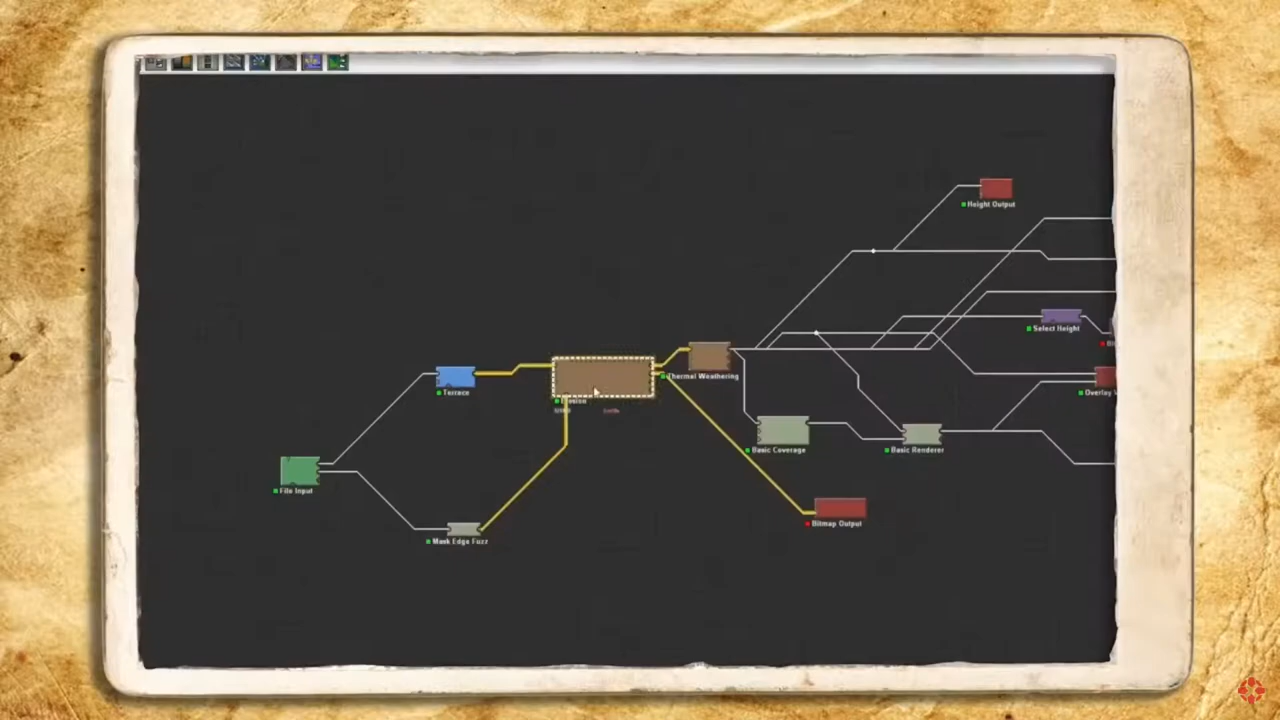 Height Output
Select Height
Thermal Weathering
Terrace
Erosion
Overlay
Basic Coverage
Basic Renderer
File Input
Bitmap Output
Mask Edge Fuzz